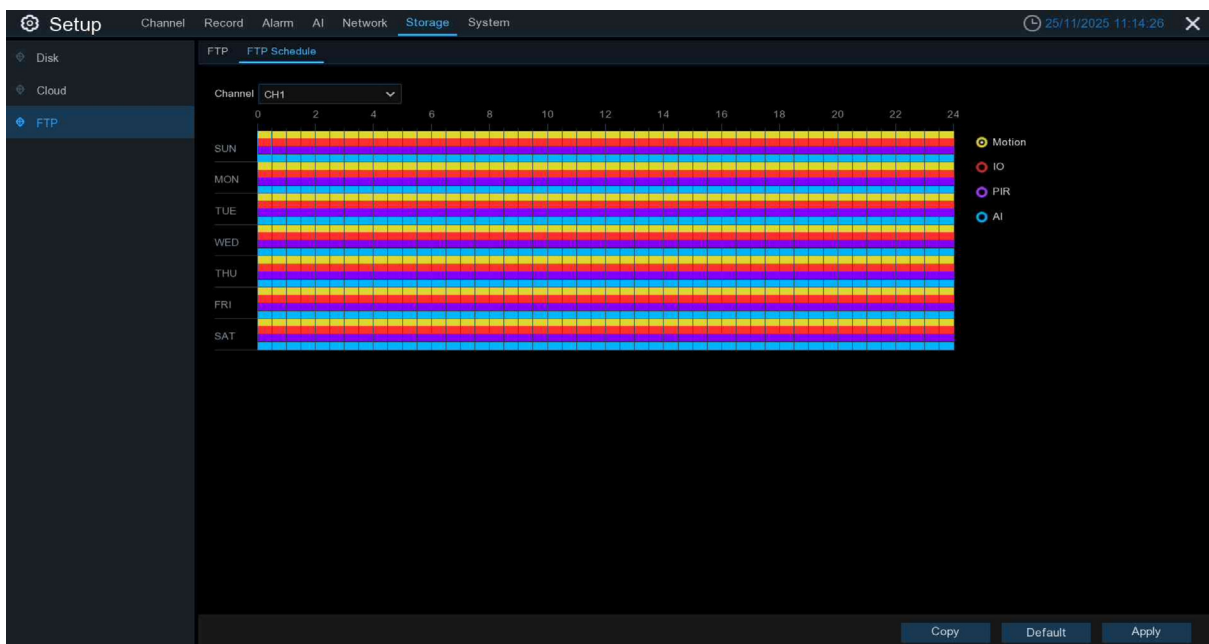 Setup Channel Record Alarm AI Network Storage System 25/11/2025 11:14:26
Disk
Cloud
FTP
FTP FTP Schedule
Channel CH1
0 2 4 6 8 10 12 14 16 18 20 22 24
SUN
MON
TUE
WED
THU
FRI
SAT
Motion
IO
PIR
AI
Copy Default Apply